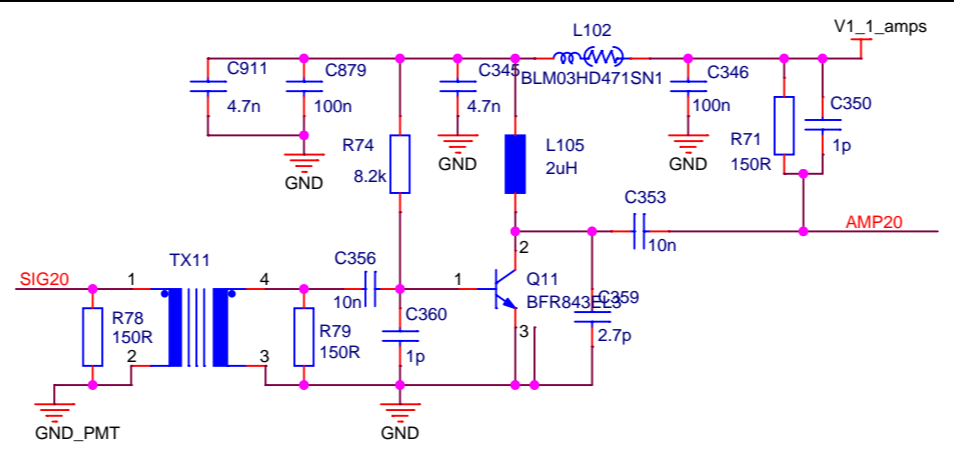 V1_1_amps
L102
BLM03HD471SN1
C911
4.7n
C879
100n
C345
4.7n
C346
100n
C350
1p
R71
150R
R74
8.2k
L105
2uH
GND
GND
GND
C353
10n
AMP20
SIG20
TX11
1
4
2
3
C356
10n
1
2
3
Q11
BFR843EL3
C359
2.7p
R78
150R
R79
150R
C360
1p
GND_PMT
GND